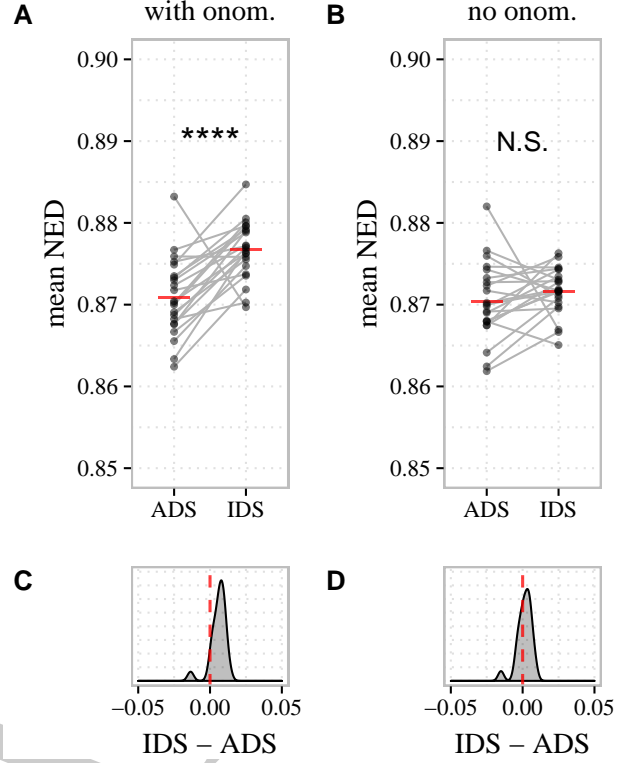 A with onom.
0.90
0.89
0.88
0.87
0.86
0.85
mean NED
****
ADS IDS
B no onom.
0.90
0.89
0.88
0.87
0.86
0.85
mean NED
N.S.
ADS IDS
C
−0.05 0.00 0.05
IDS − ADS
D
−0.05 0.00 0.05
IDS − ADS